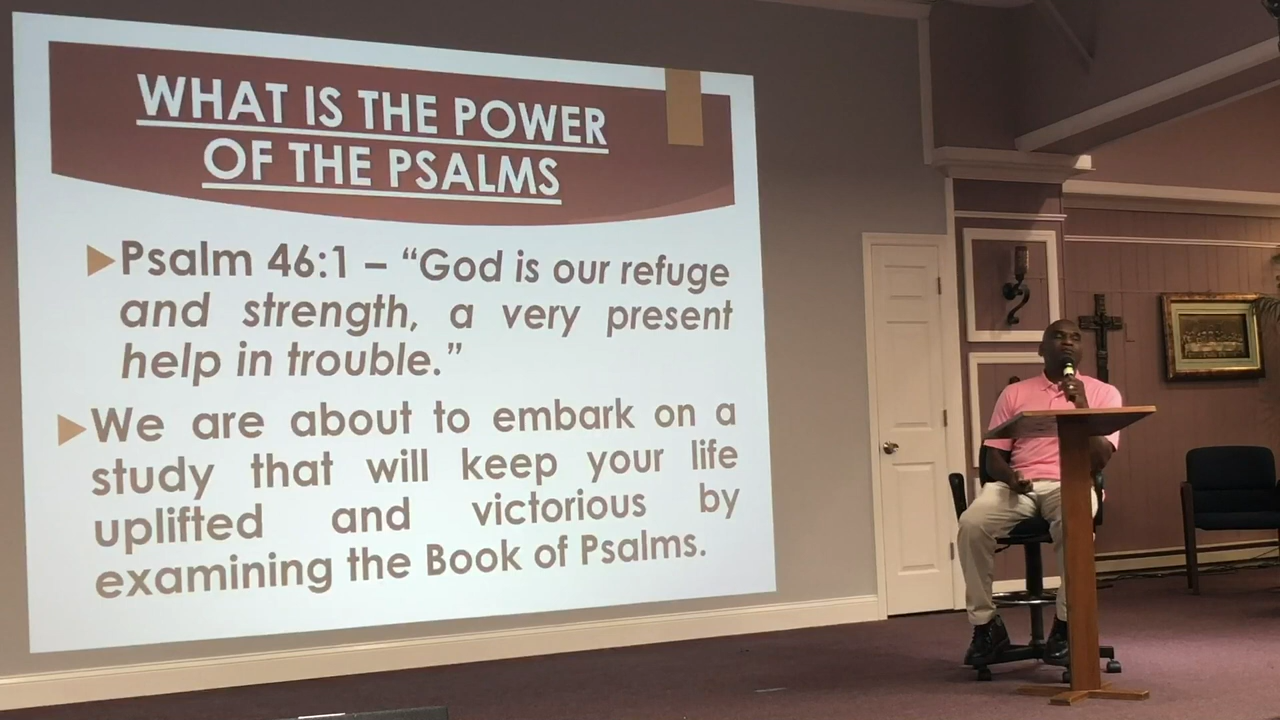 WHAT IS THE POWER
OF THE PSALMS
Psalm 46:1 – “God is our refuge
and strength, a very present
help in trouble.”
We are about to embark on a
study that will keep your life
uplifted and victorious by
examining the Book of Psalms.